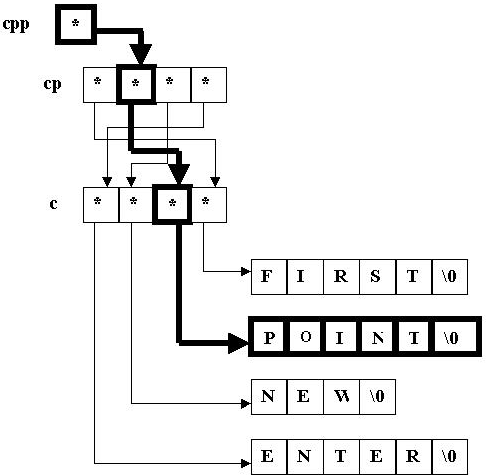 cpp *
cp * * * *
c * * * *
F I R S T \0
P O I N T \0
N E W \0
E N T E R \0